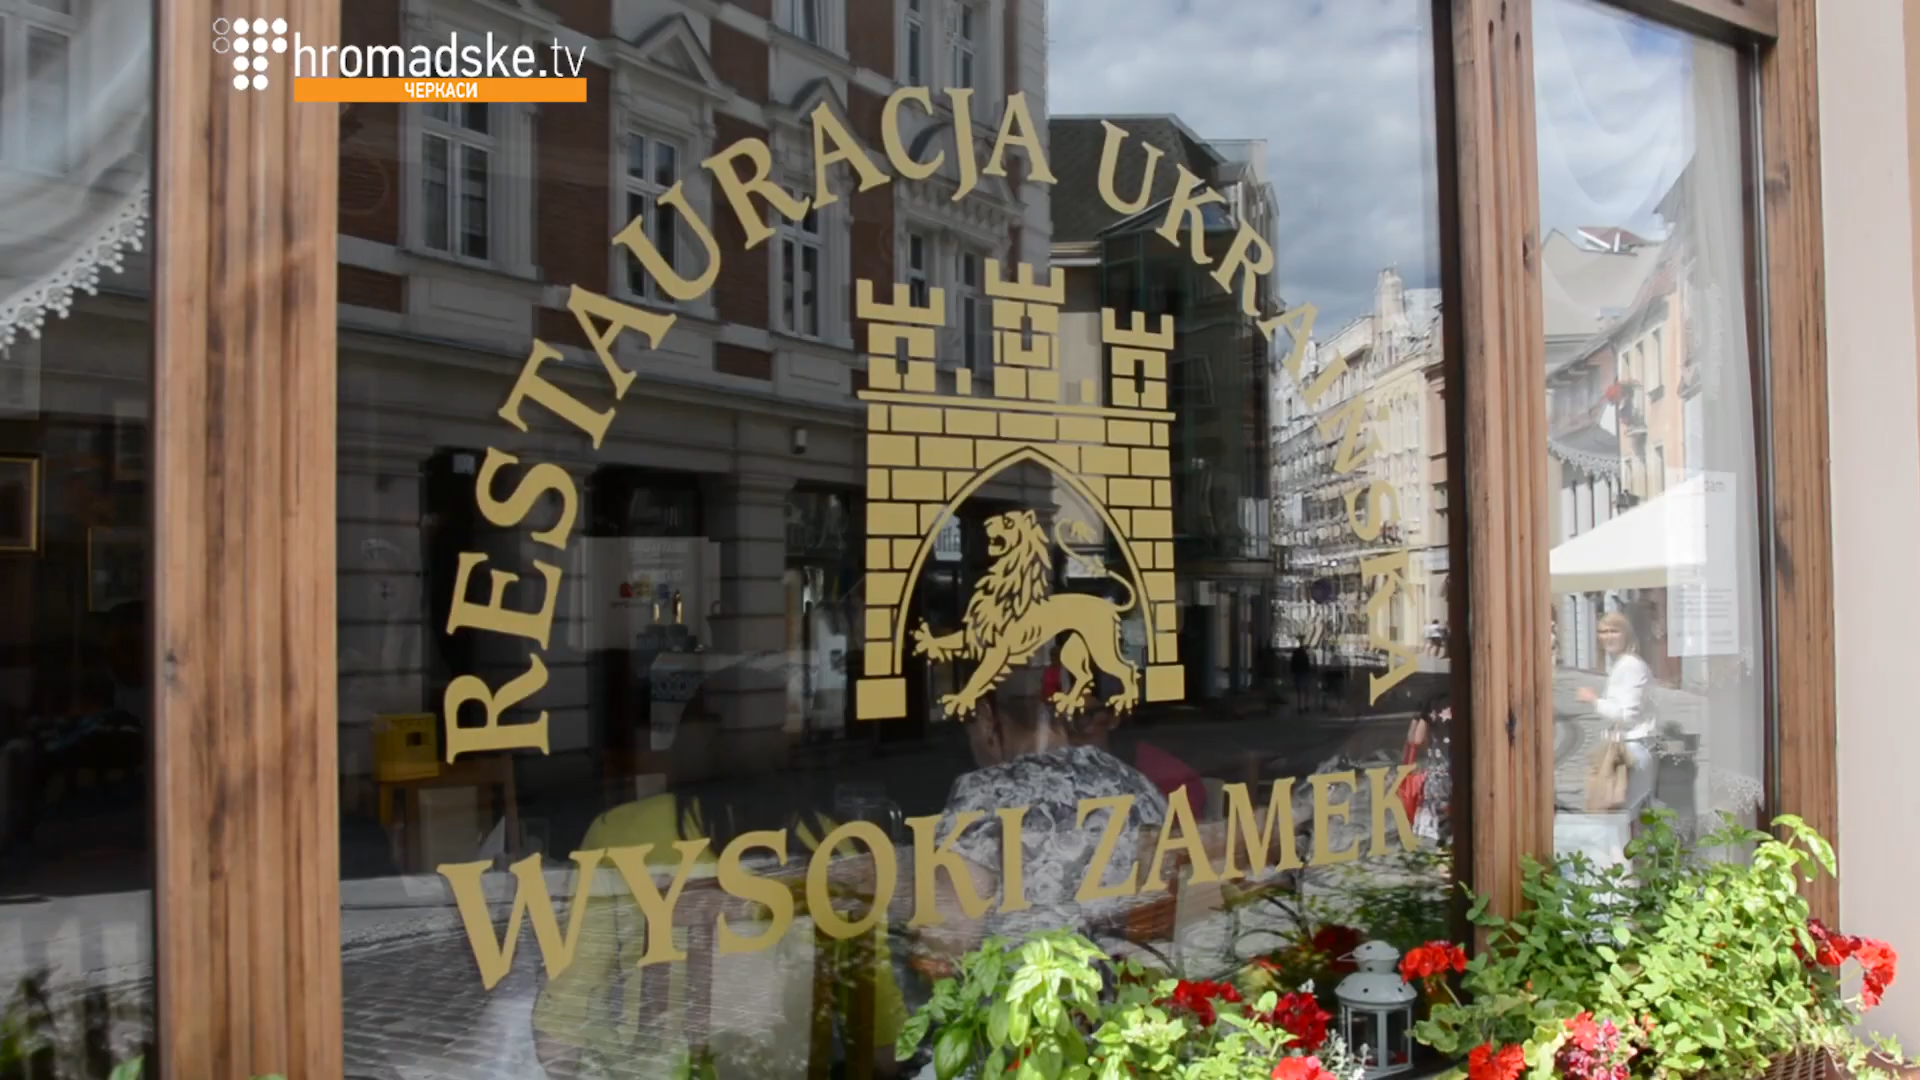 hromadske.tv
ЧЕРКАСИ
RESTAURACJA UKRAIŃSKA
WYSOKI ZAMEK